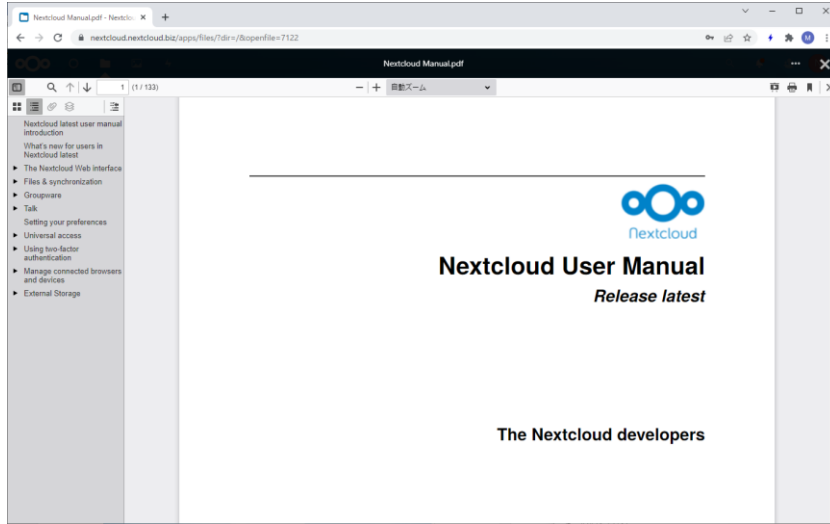 Nextcloud Manual.pdf - Nextclo
nextcloud.nextcloud.biz/apps/files/?dir=/&openfile=7122
M
Nextcloud Manual.pdf
1 (1 / 133)
自動ズーム
Nextcloud latest user manual
introduction
What's new for users in
Nextcloud latest
The Nextcloud Web interface
Files & synchronization
Groupware
Talk
Setting your preferences
Universal access
Using two-factor
authentication
Manage connected browsers
and devices
External Storage
Nextcloud
Nextcloud User Manual
Release latest
The Nextcloud developers